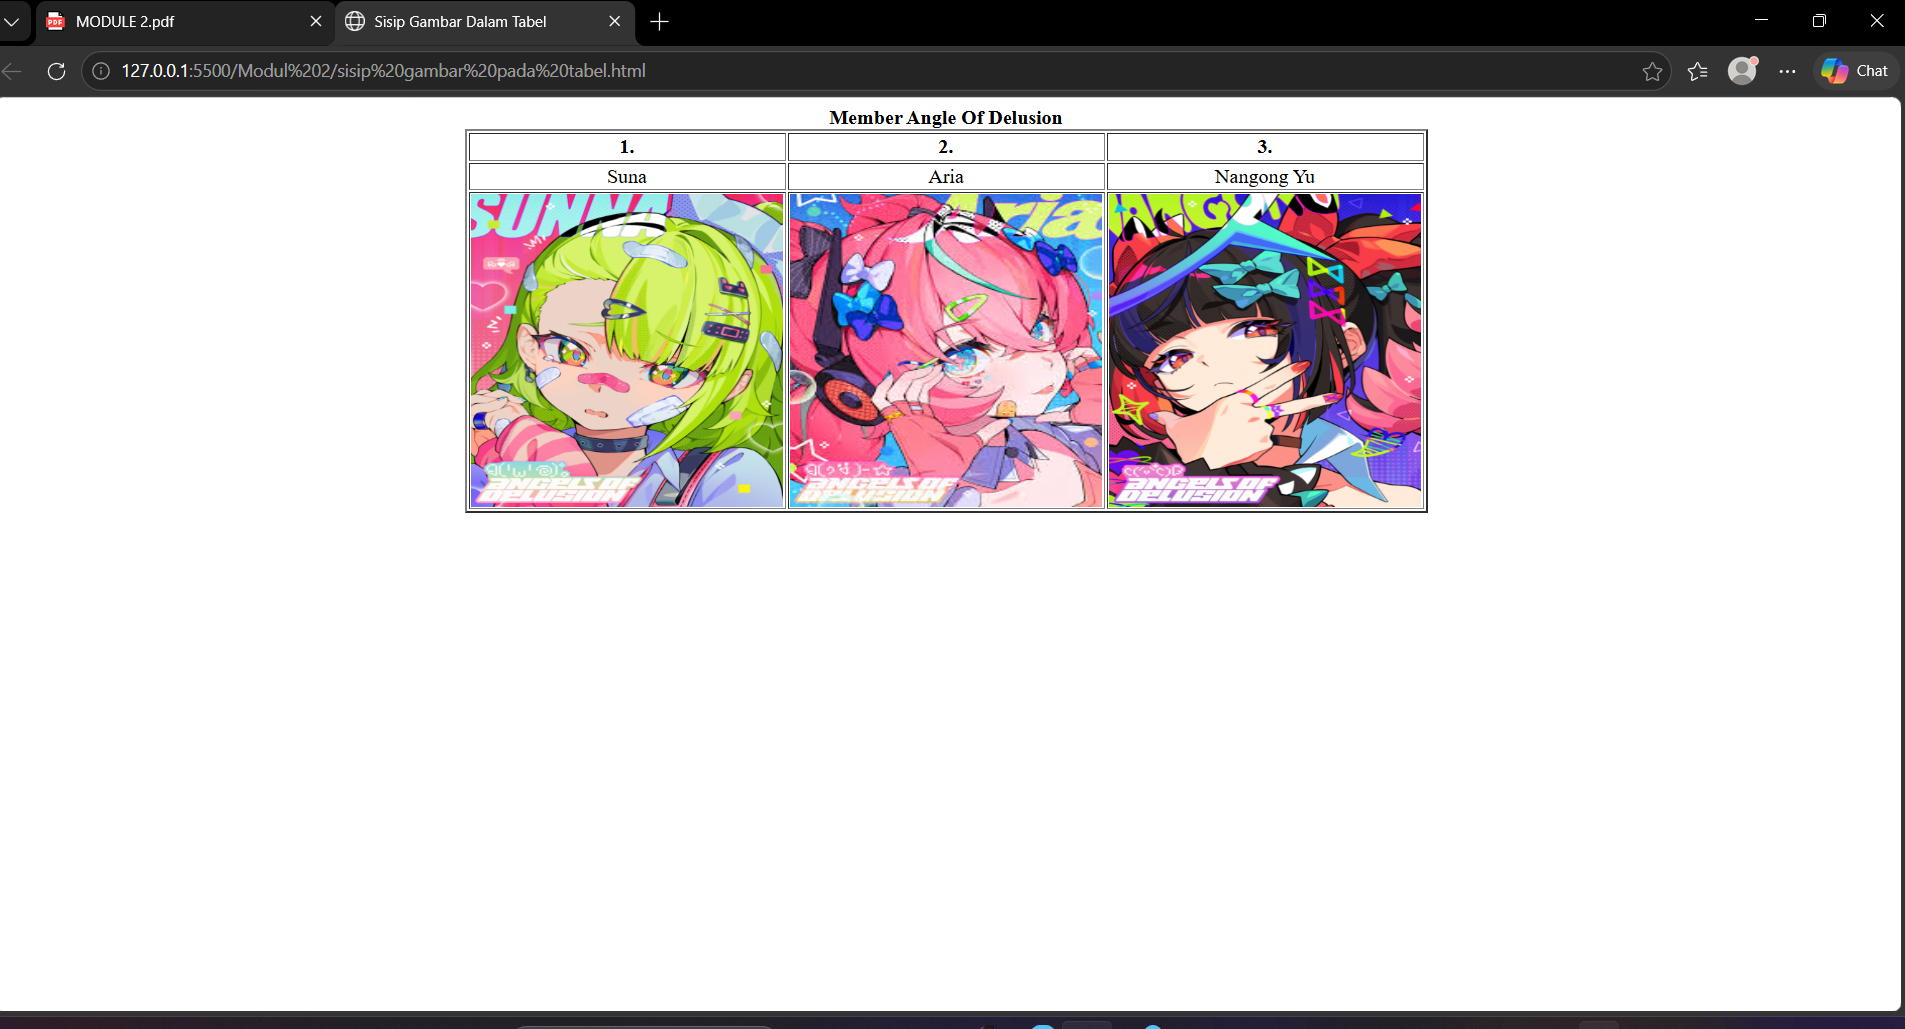 MODULE 2.pdf
Sisip Gambar Dalam Tabel
127.0.0.1:5500/Modul%202/sisip%20gambar%20pada%20tabel.html
Chat
Member Angle Of Delusion
1. 2. 3.
Suna Aria Nangong Yu
SUNNA Aria
ANGELS OF DELUSION
ANGELS OF DELUSION
ANGELS OF DELUSION